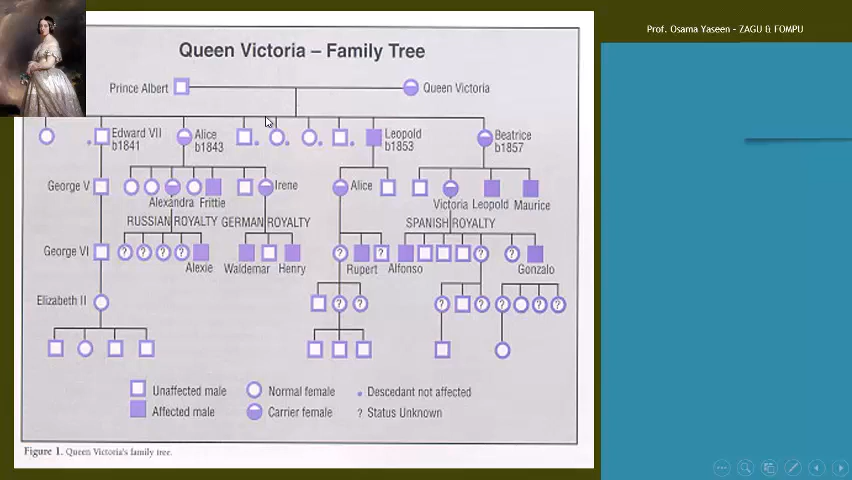 Prof. Osama Yaseen - ZAGU & FOMPU
Queen Victoria – Family Tree
Prince Albert
Queen Victoria
Edward VII
b1841
Alice
b1843
Leopold
b1853
Beatrice
b1857
George V
Alexandra Frittie
Irene
Alice
Victoria Leopold Maurice
RUSSIAN ROYALTY GERMAN ROYALTY
SPANISH ROYALTY
George VI
? ? ? ?
? ?
? ?
Alexie
Waldemar Henry
Rupert Alfonso
Gonzalo
Elizabeth II
? ?
? ? ? ? ?
Unaffected male
Normal female
Descedant not affected
Affected male
Carrier female
? Status Unknown
Figure 1. Queen Victoria's family tree.